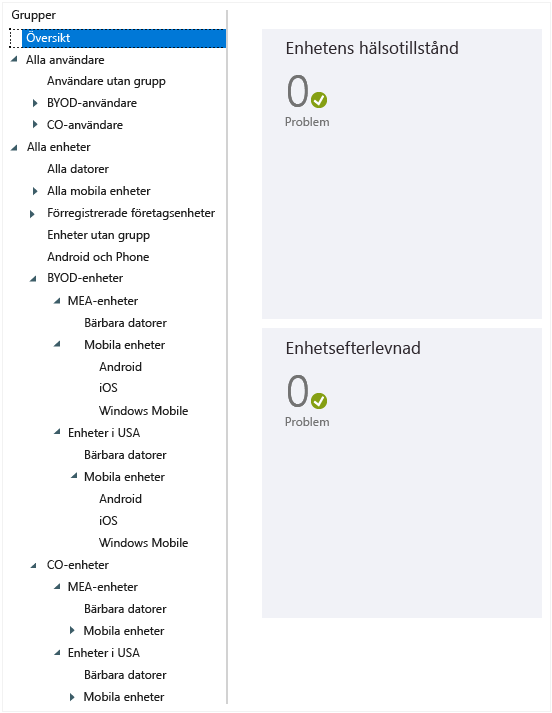 Grupper
Översikt
Alla användare
Användare utan grupp
BYOD-användare
CO-användare
Alla enheter
Alla datorer
Alla mobila enheter
Förregistrerade företagsenheter
Enheter utan grupp
Android och Phone
BYOD-enheter
MEA-enheter
Bärbara datorer
Mobila enheter
Android
iOS
Windows Mobile
Enheter i USA
Bärbara datorer
Mobila enheter
Android
iOS
Windows Mobile
CO-enheter
MEA-enheter
Bärbara datorer
Mobila enheter
Enheter i USA
Bärbara datorer
Mobila enheter
Enhetens hälsotillstånd
0
Problem
Enhetsefterlevnad
0
Problem